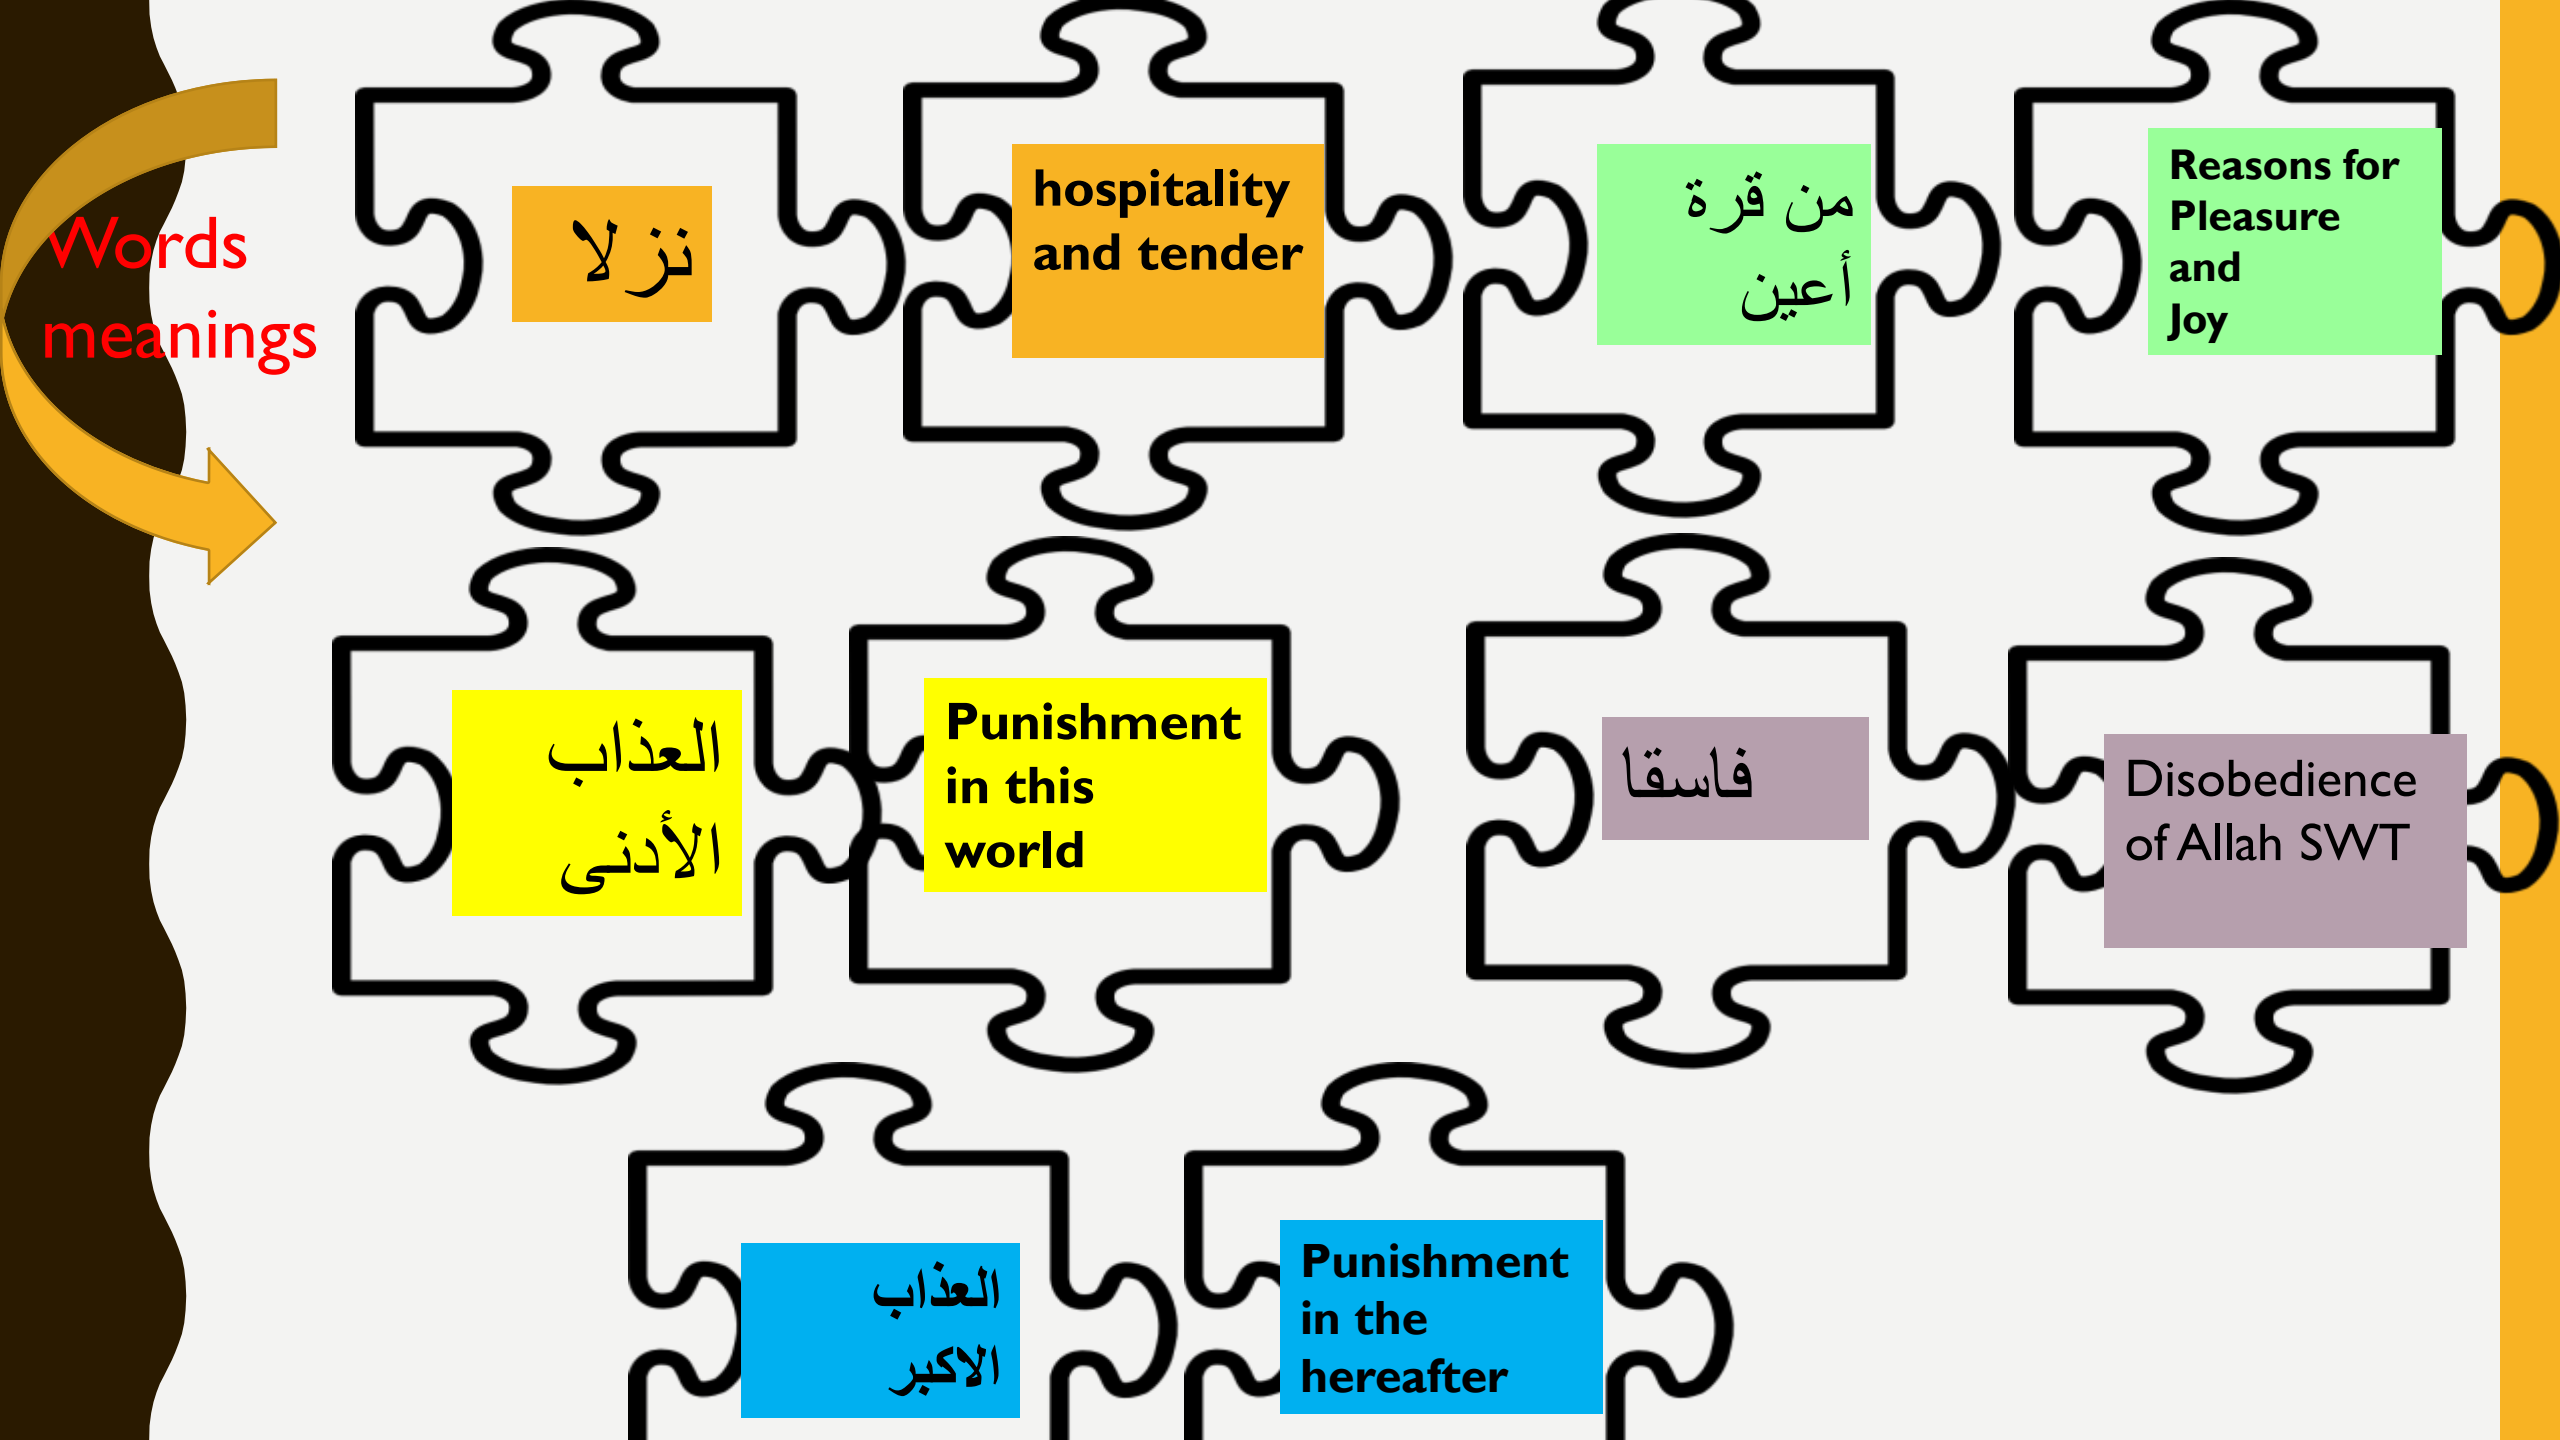 Words
meanings
نزلا
hospitality
and tender
من قرة
أعين
Reasons for
Pleasure
and
Joy
العذاب
الأدنى
Punishment
in this
world
فاسقا
Disobedience
of Allah SWT
العذاب
الاكبر
Punishment
in the
hereafter